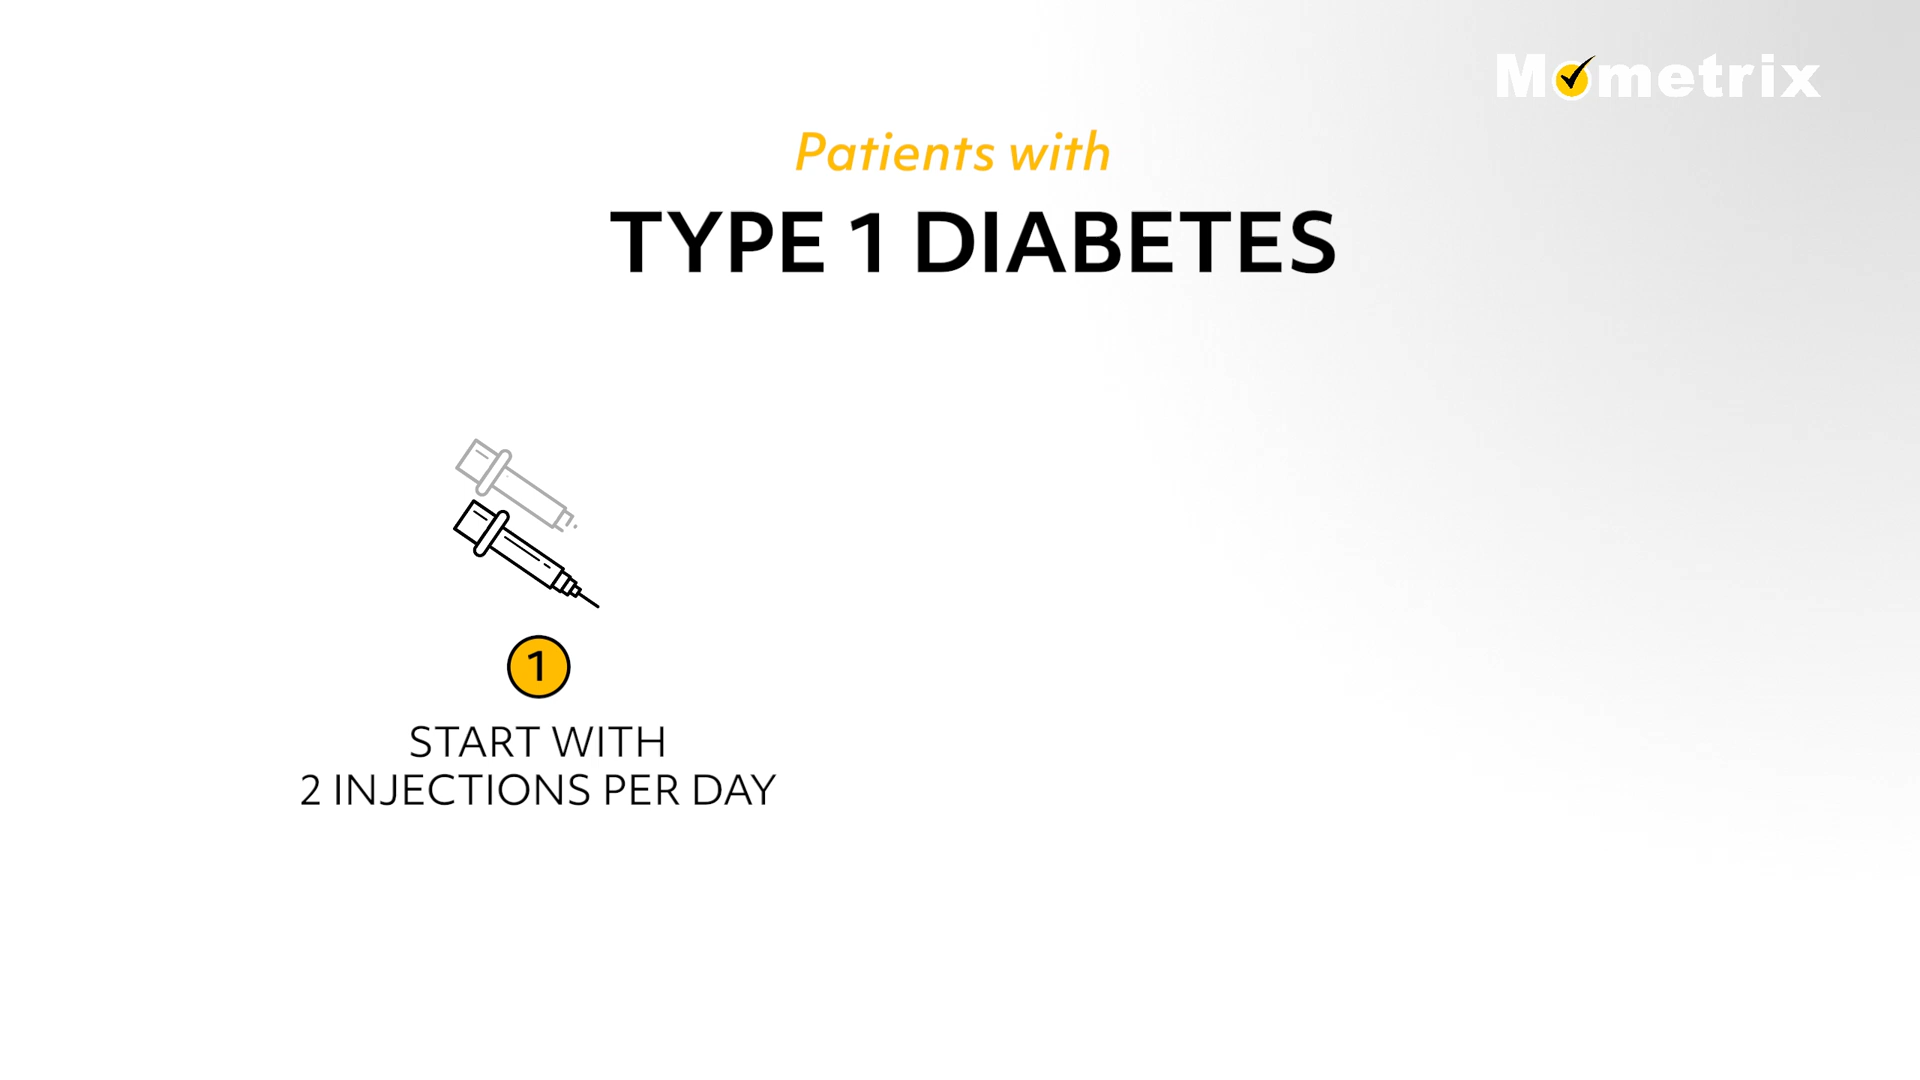 Mometrix
Patients with
TYPE 1 DIABETES
1
START WITH
2 INJECTIONS PER DAY